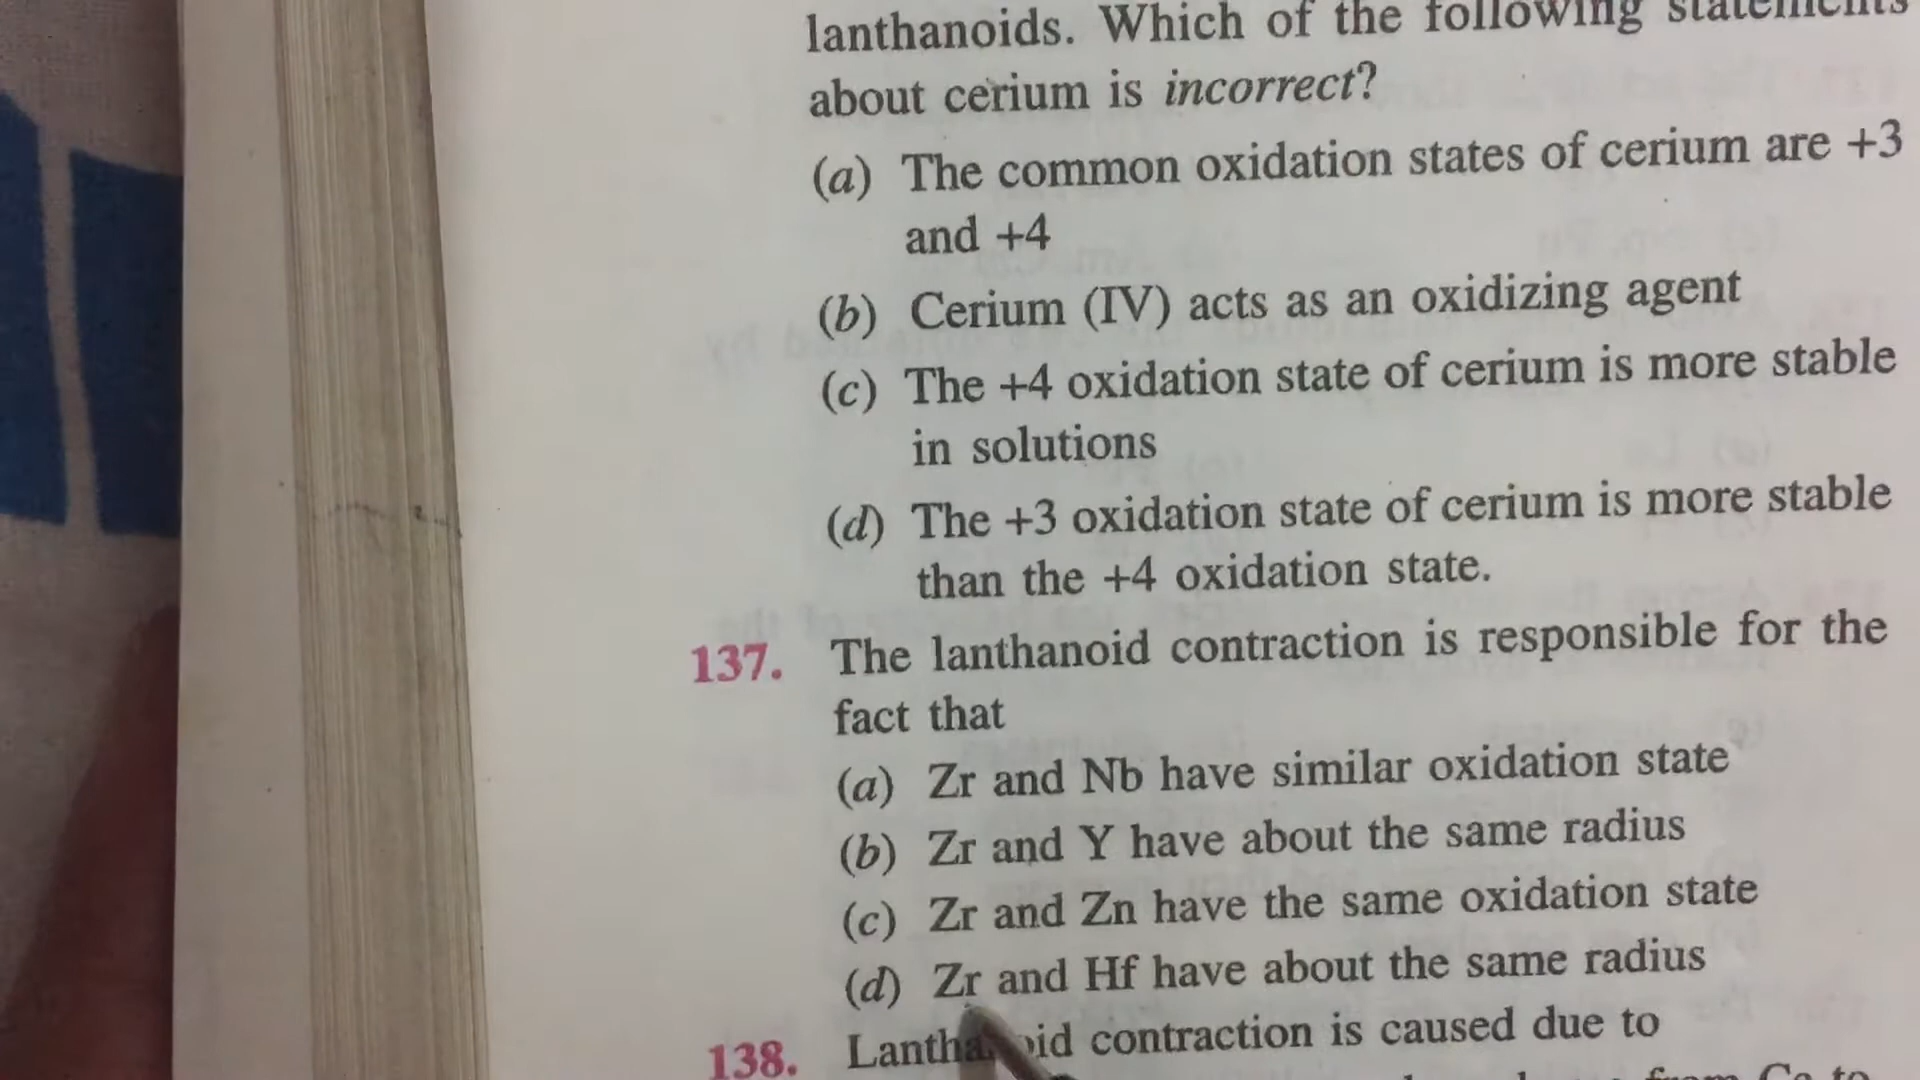 lanthanoids. Which of the following statements
about cerium is incorrect?
(a) The common oxidation states of cerium are +3
and +4
(b) Cerium (IV) acts as an oxidizing agent
(c) The +4 oxidation state of cerium is more stable
in solutions
(d) The +3 oxidation state of cerium is more stable
than the +4 oxidation state.
137. The lanthanoid contraction is responsible for the
fact that
(a) Zr and Nb have similar oxidation state
(b) Zr and Y have about the same radius
(c) Zr and Zn have the same oxidation state
(d) Zr and Hf have about the same radius
138. Lanthanoid contraction is caused due to
from Ce to